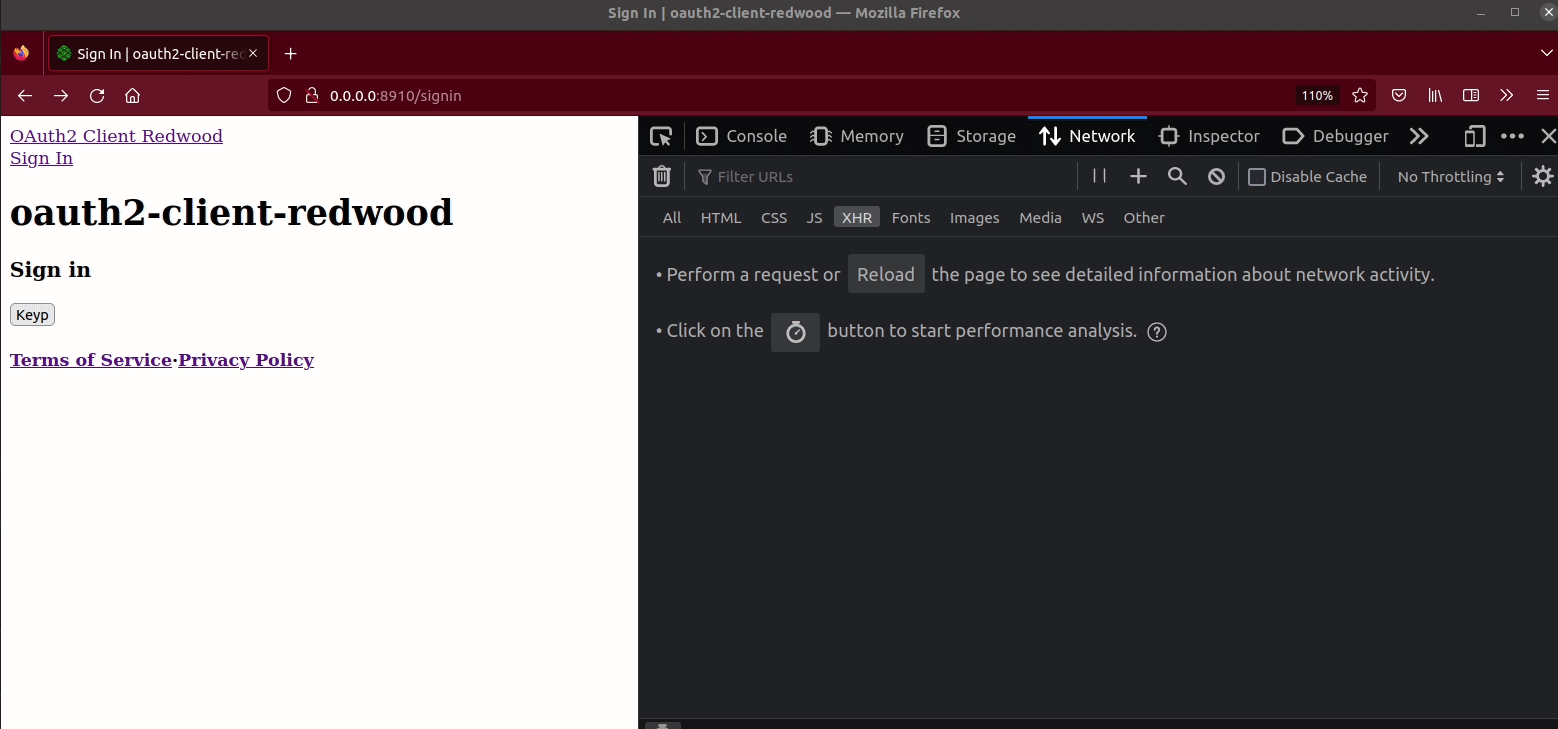 Sign In | oauth2-client-redwood — Mozilla Firefox
Sign In | oauth2-client-red
0.0.0.0:8910/signin 110%
OAuth2 Client Redwood
Sign In
oauth2-client-redwood
Sign in
Keyp
Terms of Service·Privacy Policy
Console Memory Storage Network Inspector Debugger
Filter URLs Disable Cache No Throttling
All HTML CSS JS XHR Fonts Images Media WS Other
• Perform a request or Reload the page to see detailed information about network activity.
• Click on the button to start performance analysis. ?